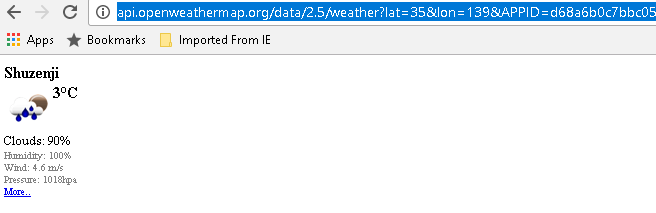 api.openweathermap.org/data/2.5/weather?lat=35&lon=139&APPID=d68a6b0c7bbc05
Apps Bookmarks Imported From IE
Shuzenji
3°C
Clouds: 90%
Humidity: 100%
Wind: 4.6 m/s
Pressure: 1018hpa
More..